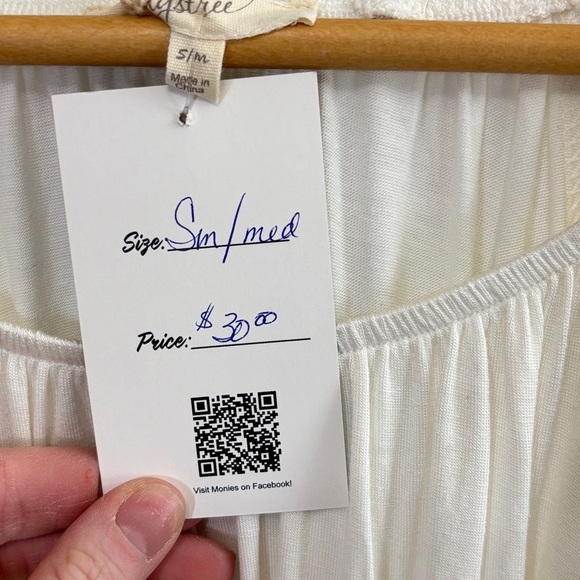 S/M
Made in
China
Size: Sm/med
Price: $30.00
Visit Monies on Facebook!